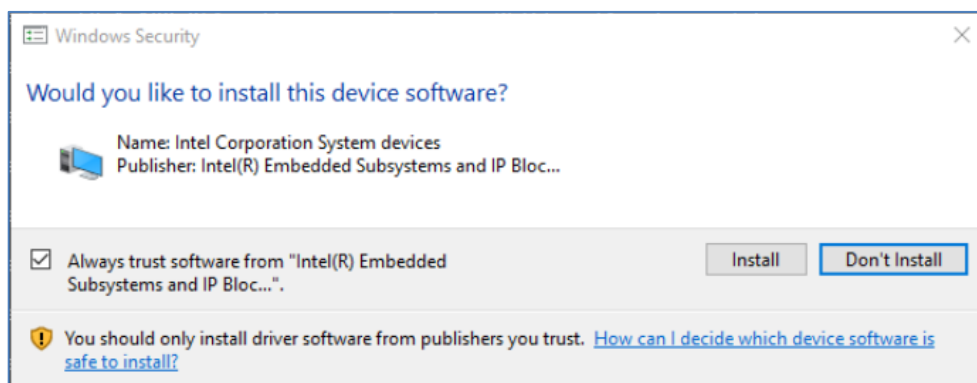 Windows Security
Would you like to install this device software?
Name: Intel Corporation System devices
Publisher: Intel(R) Embedded Subsystems and IP Bloc...
Always trust software from "Intel(R) Embedded
Subsystems and IP Bloc...".
Install
Don't Install
You should only install driver software from publishers you trust. How can I decide which device software is
safe to install?